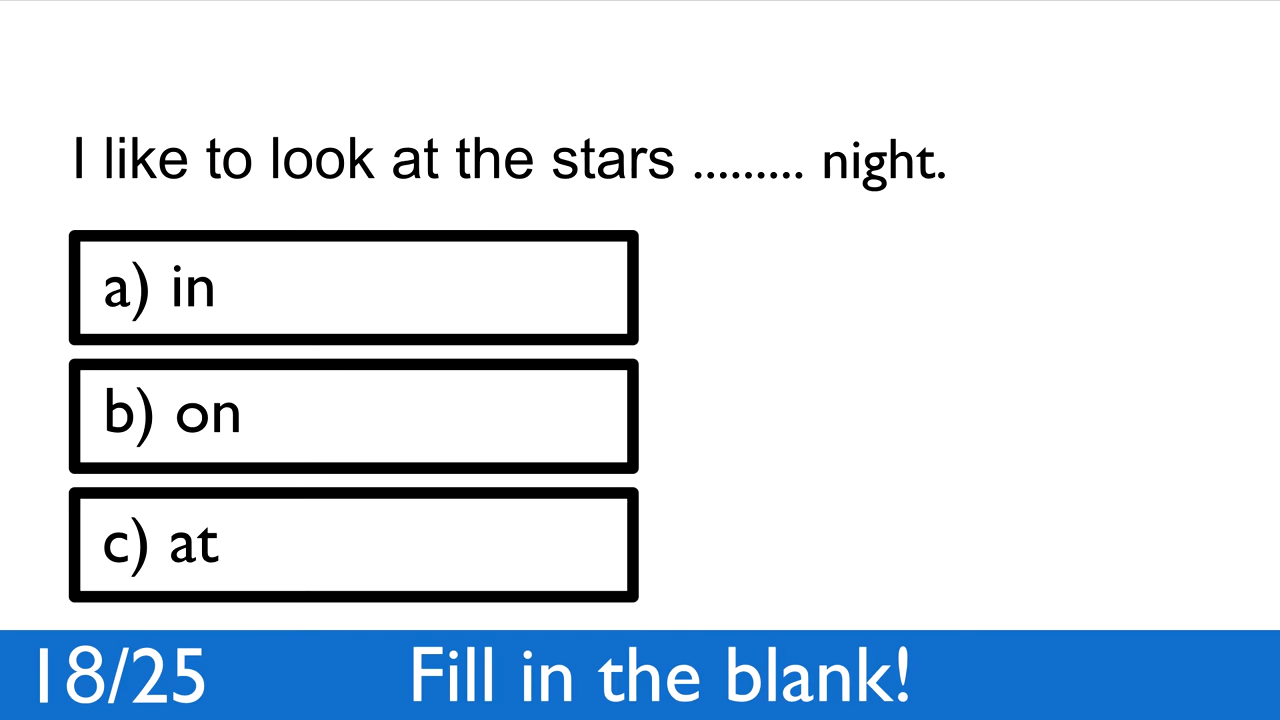 I like to look at the stars ......... night.
a) in
b) on
c) at
18/25 Fill in the blank!